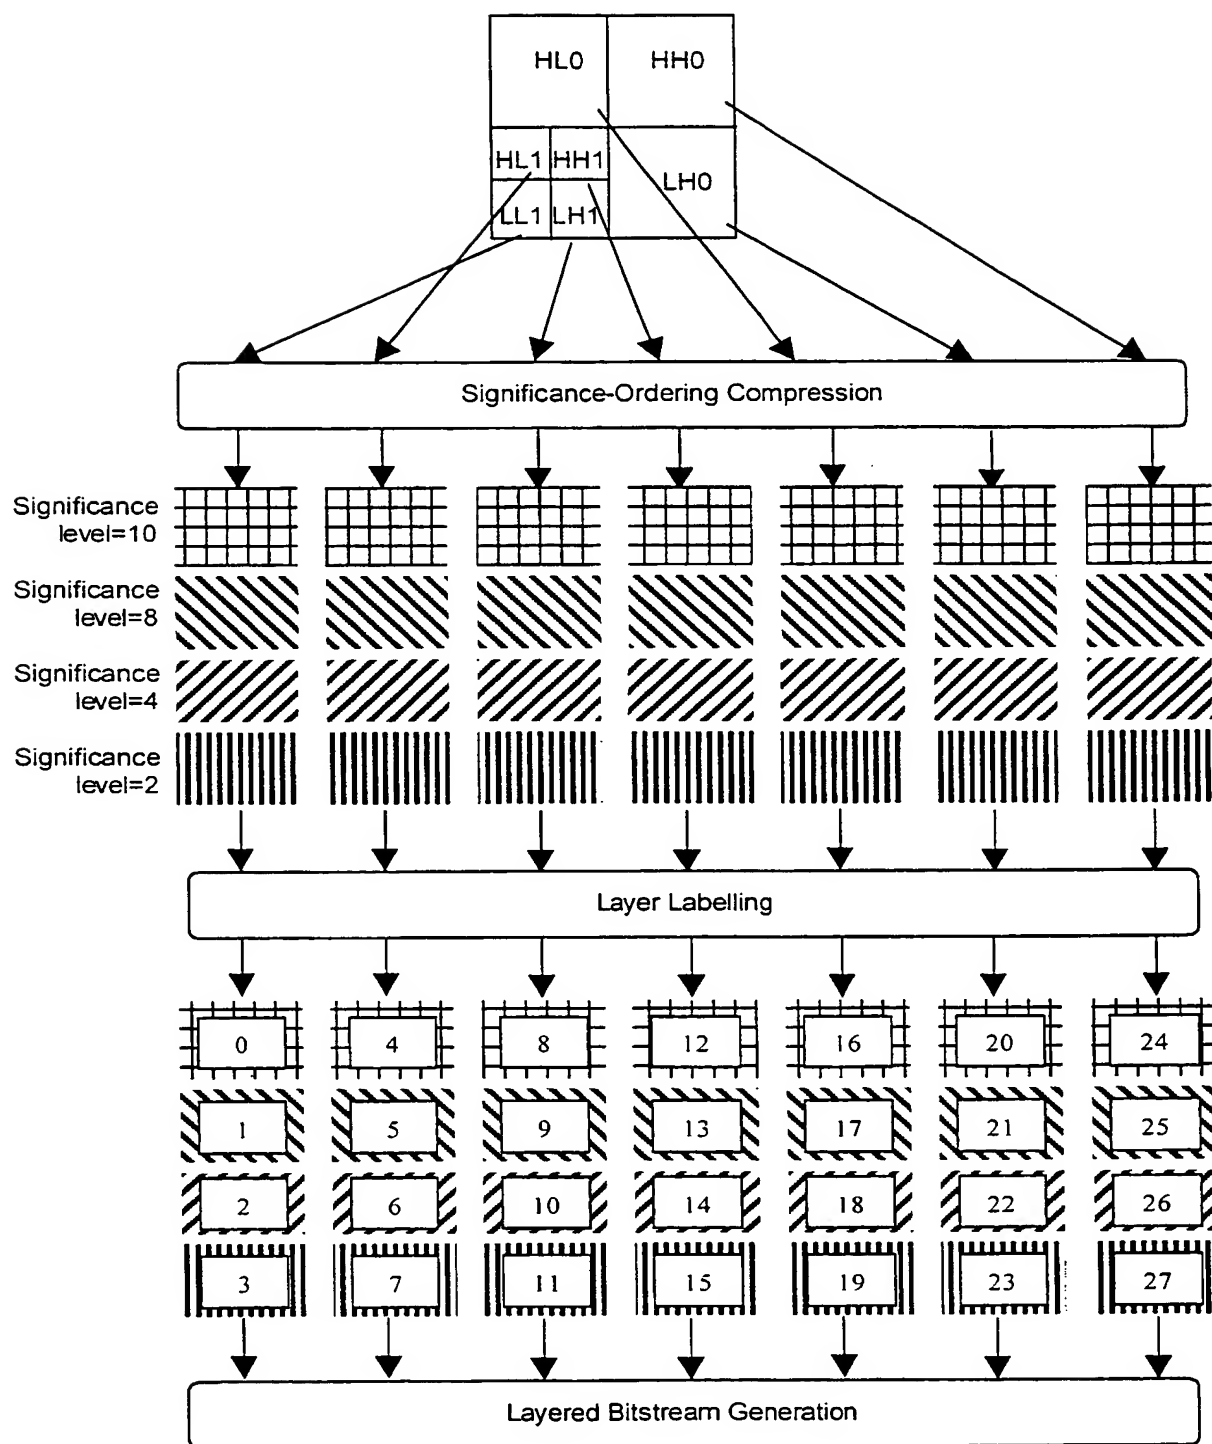 HL0 HH0
HL1 HH1
LH0
LL1 LH1
Significance-Ordering Compression
Significance
level=10
Significance
level=8
Significance
level=4
Significance
level=2
Layer Labelling
0 4 8 12 16 20 24
1 5 9 13 17 21 25
2 6 10 14 18 22 26
3 7 11 15 19 23 27
Layered Bitstream Generation